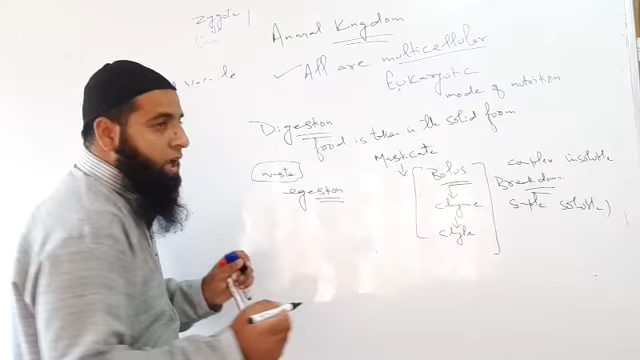 Zygote
Animal Kingdom
All are multicellular
Eukaryotic
mode of nutrition
Digestion
food is taken in the solid form
Masticate
waste
egestion
Bolus
chyme
chyle
complex insoluble
Breakdown
simple soluble)